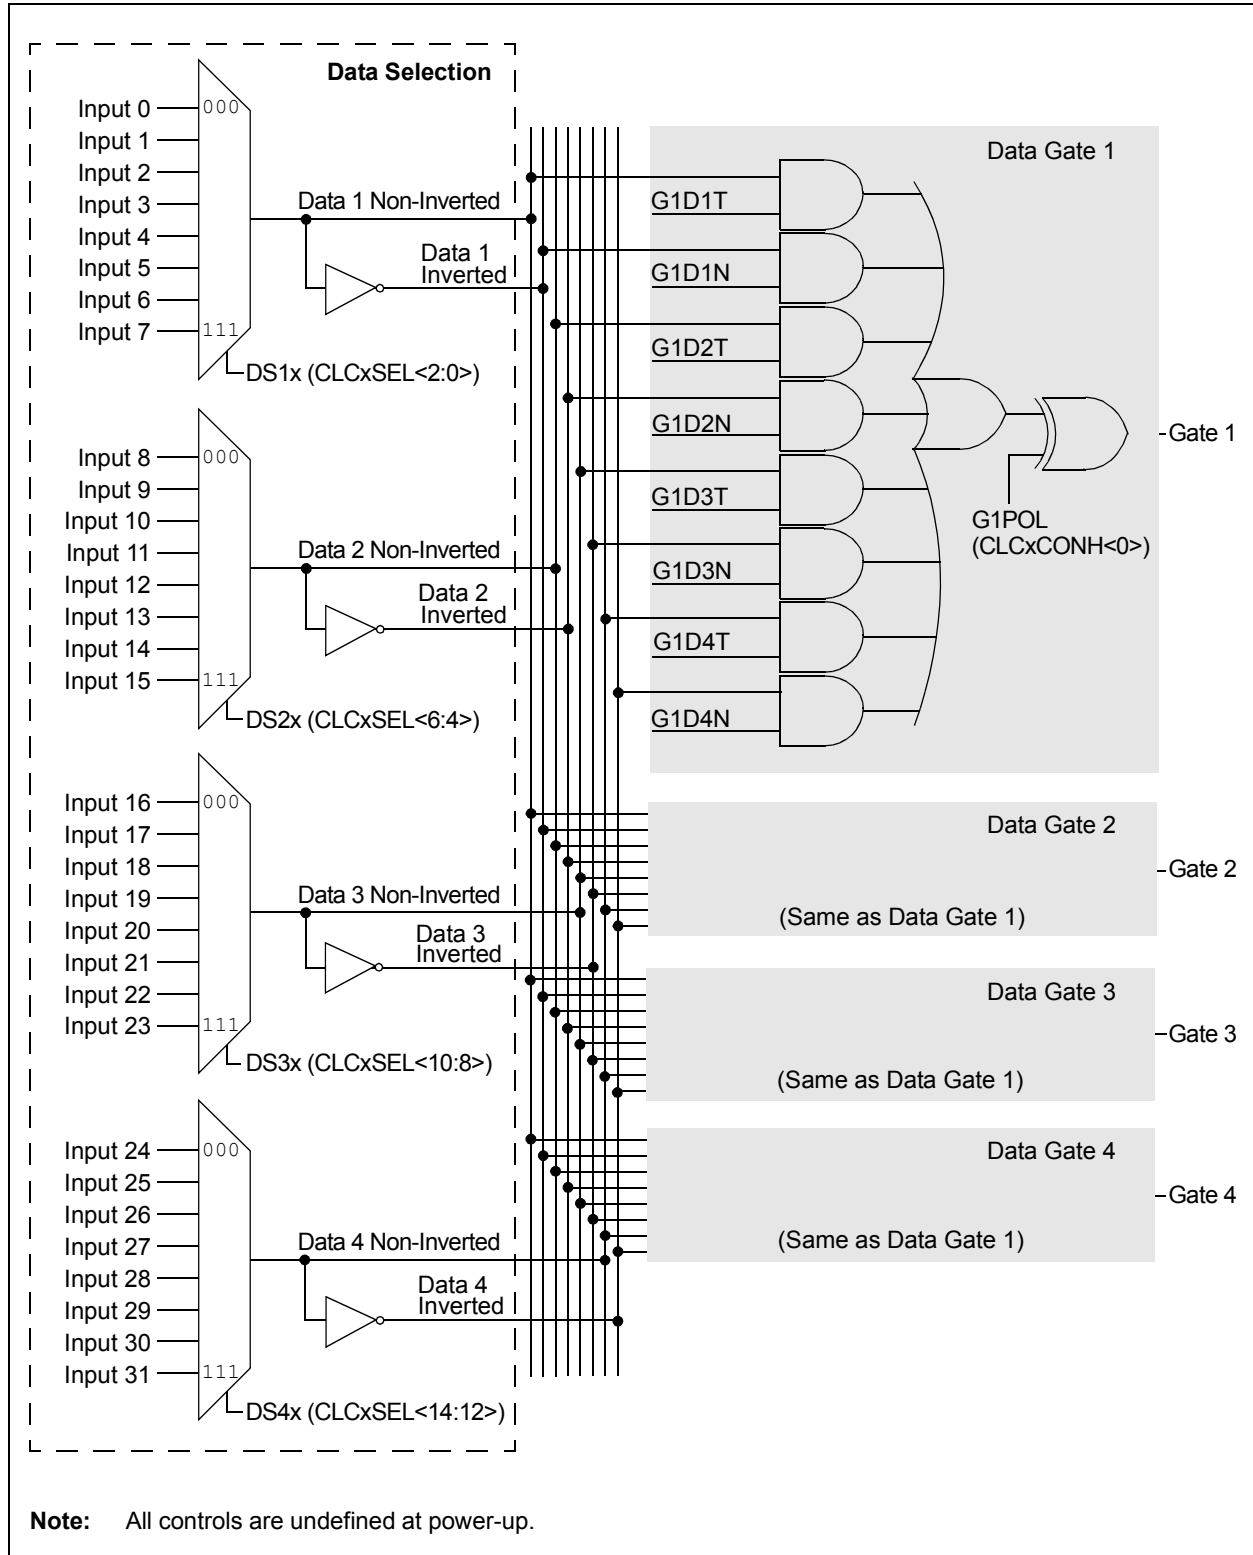 Data Selection
Input 0
000
Input 1
Input 2
Input 3
Input 4
Input 5
Input 6
Input 7
111
DS1x (CLCxSEL<2:0>)
Data 1 Non-Inverted
Data 1
Inverted
Input 8
000
Input 9
Input 10
Input 11
Input 12
Input 13
Input 14
Input 15
111
DS2x (CLCxSEL<6:4>)
Data 2 Non-Inverted
Data 2
Inverted
Input 16
000
Input 17
Input 18
Input 19
Input 20
Input 21
Input 22
Input 23
111
DS3x (CLCxSEL<10:8>)
Data 3 Non-Inverted
Data 3
Inverted
Input 24
000
Input 25
Input 26
Input 27
Input 28
Input 29
Input 30
Input 31
111
DS4x (CLCxSEL<14:12>)
Data 4 Non-Inverted
Data 4
Inverted
Data Gate 1
G1D1T
G1D1N
G1D2T
G1D2N
G1D3T
G1D3N
G1D4T
G1D4N
G1POL
(CLCxCONH<0>)
Gate 1
Data Gate 2
(Same as Data Gate 1)
Gate 2
Data Gate 3
(Same as Data Gate 1)
Gate 3
Data Gate 4
(Same as Data Gate 1)
Gate 4
Note: All controls are undefined at power-up.